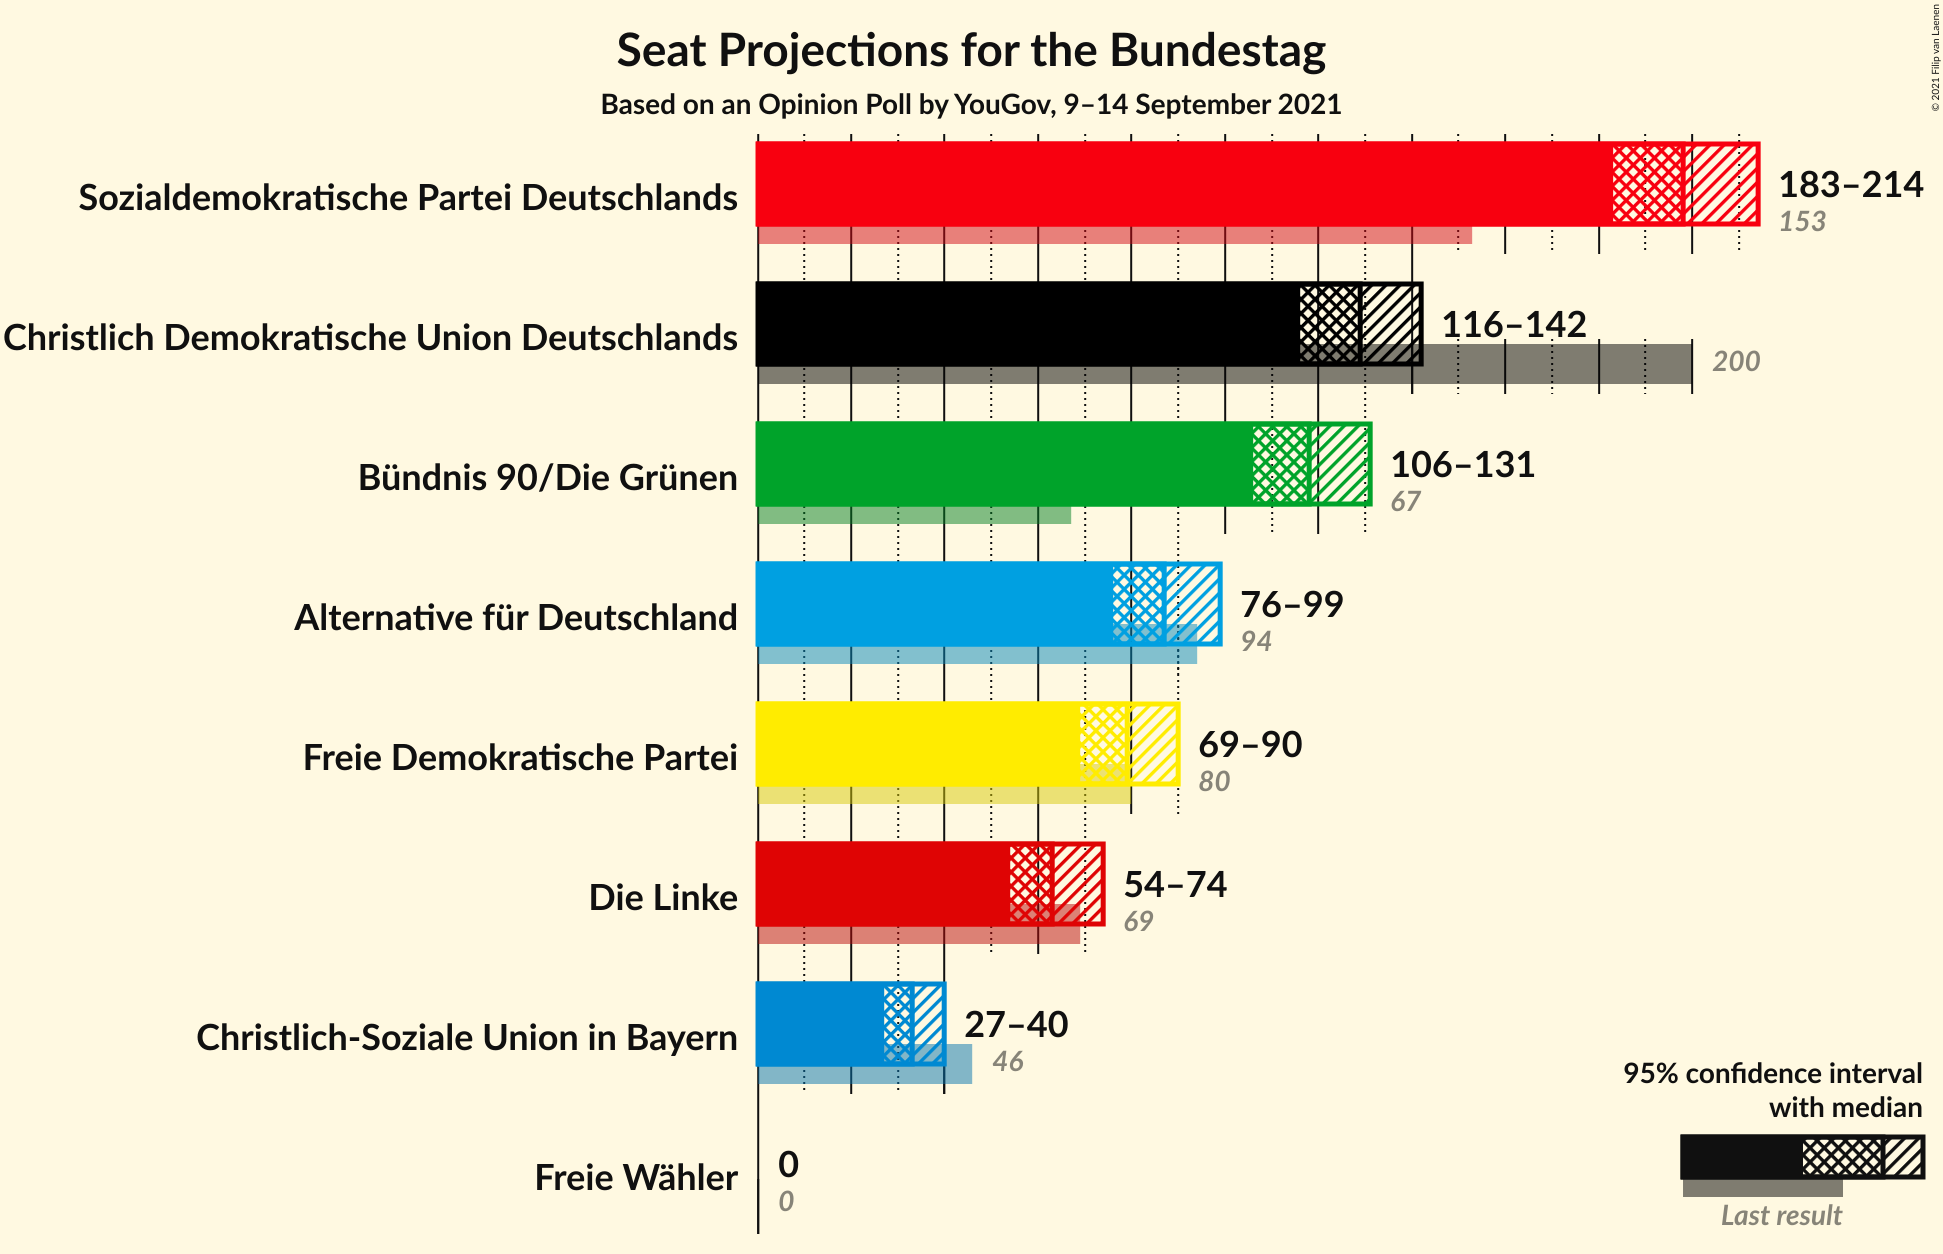 Seat Projections for the Bundestag
Based on an Opinion Poll by YouGov, 9–14 September 2021
© 2021 Filip van Laenen
Sozialdemokratische Partei Deutschlands
183–214
153
Christlich Demokratische Union Deutschlands
116–142
200
Bündnis 90/Die Grünen
106–131
67
Alternative für Deutschland
76–99
94
Freie Demokratische Partei
69–90
80
Die Linke
54–74
69
Christlich-Soziale Union in Bayern
27–40
46
Freie Wähler
0
0
95% confidence interval
with median
Last result